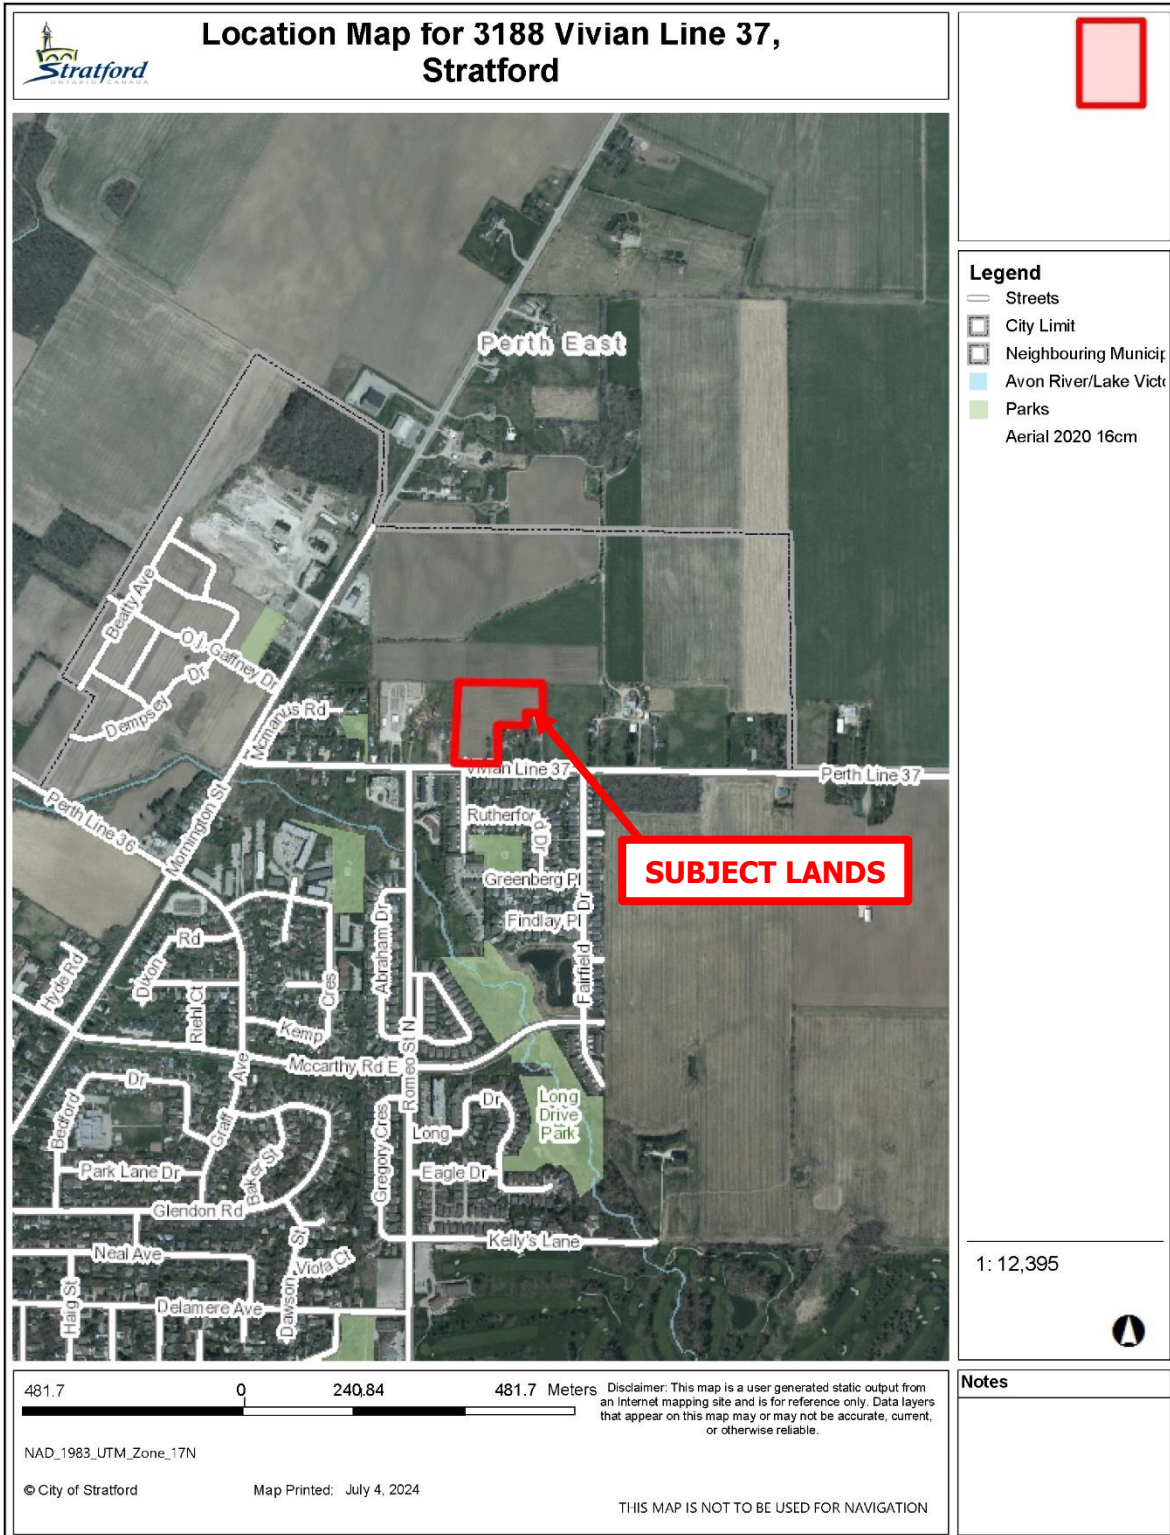 Stratford
ONTARIO CANADA
Location Map for 3188 Vivian Line 37,
Stratford
Legend
Streets
City Limit
Neighbouring Municip
Avon River/Lake Victo
Parks
Aerial 2020 16cm
Perth East
Beatty Ave
O.J. Gaffney Dr
Dempsey Dr
Mcmanus Rd
Mornington St
Perth Line 36
Vivian Line 37
Perth Line 37
Rutherford Dr
Greenberg Pl
Findlay Pl
Fairfield Dr
SUBJECT LANDS
Abraham Dr
Romeo St N
Hyde Rd
Dixon Rd
Riehl Ct
Kemp Cres
Mccarthy Rd E
Graff Ave
Bedford Dr
Park Lane Dr
Baker St
Glendon Rd
Gregory Cres
Long Dr
Eagle Dr
Long
Drive
Park
Kelly's Lane
Neal Ave
Haig St
Viola Ct
Dawson St
Delamere Ave
1: 12,395
481.7 0 240.84 481.7 Meters
NAD_1983_UTM_Zone_17N
© City of Stratford
Map Printed: July 4, 2024
Disclaimer: This map is a user generated static output from
an Internet mapping site and is for reference only. Data layers
that appear on this map may or may not be accurate, current,
or otherwise reliable.
THIS MAP IS NOT TO BE USED FOR NAVIGATION
Notes